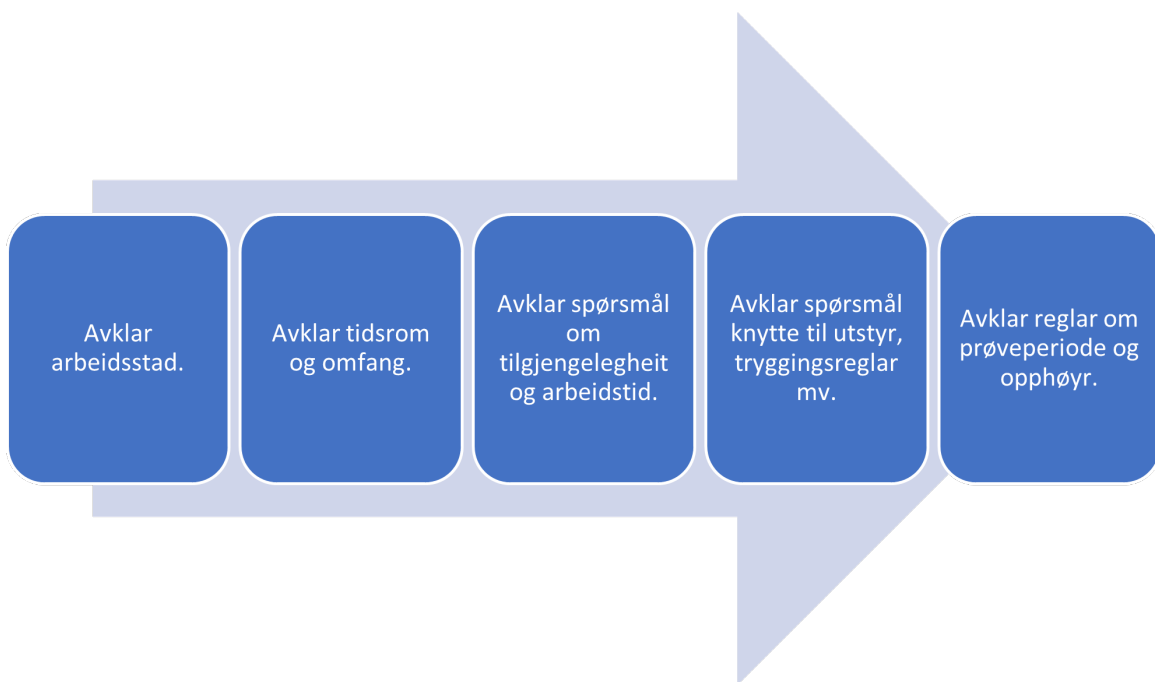 Avklar
arbeidsstad.
Avklar tidsrom
og omfang.
Avklar spørsmål
om
tilgjengelegheit
og arbeidstid.
Avklar spørsmål
knytte til utstyr,
tryggingsreglar
mv.
Avklar reglar om
prøveperiode og
opphøyr.